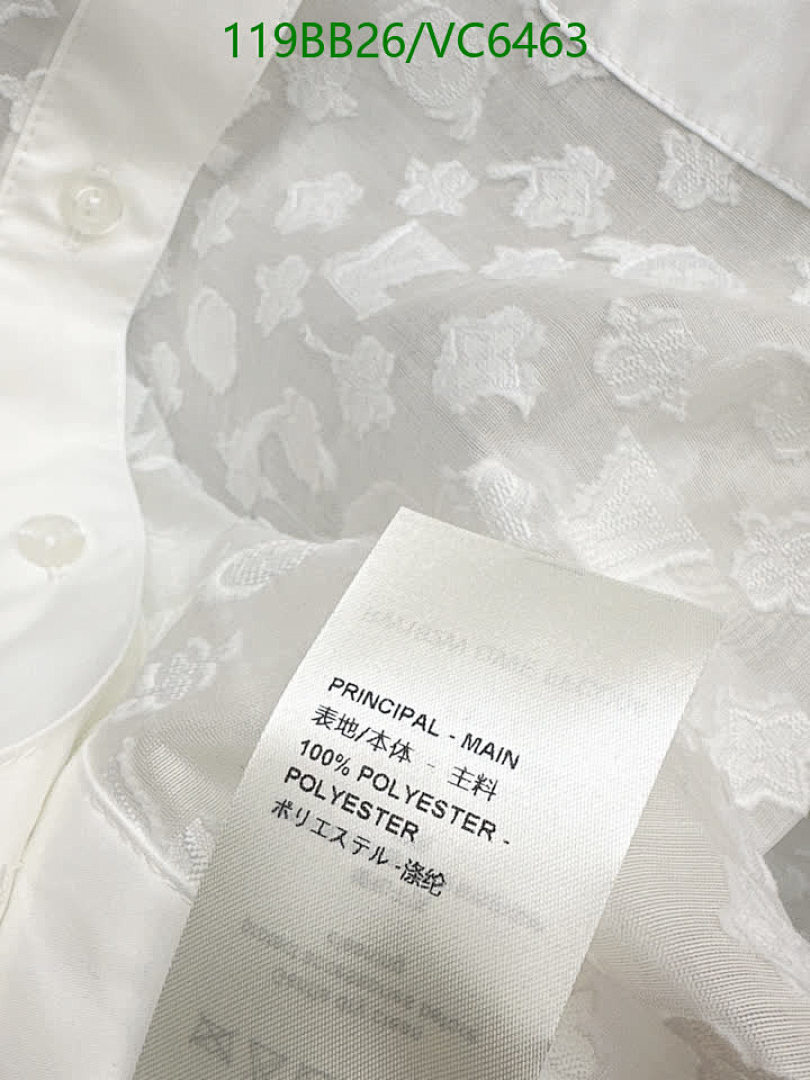 119BB26/VC6463
PRINCIPAL - MAIN
表地/本体 - 主料
100% POLYESTER -
POLYESTER
ポリエステル -涤纶